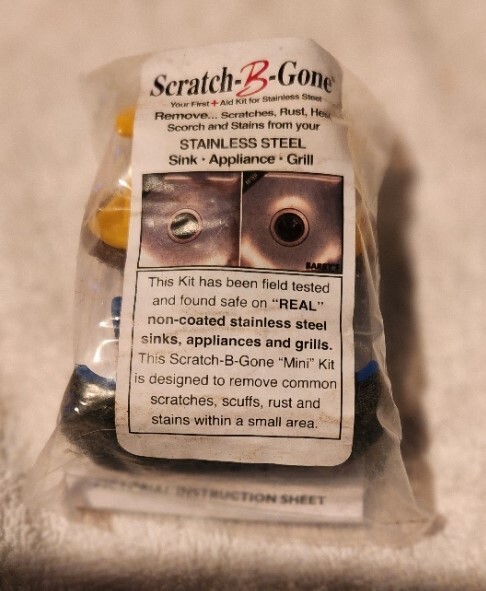 Scratch-B-Gone
Your First + Aid Kit for Stainless Steel
Remove... Scratches, Rust,
Scorch and Stains from your
STAINLESS STEEL
Sink · Appliance · Grill
AFTER
This Kit has been field tested
and found safe on "REAL"
non-coated stainless steel
sinks, appliances and grills.
This Scratch-B-Gone "Mini" Kit
is designed to remove common
scratches, scuffs, rust and
stains within a small area.
INSTRUCTION SHEET